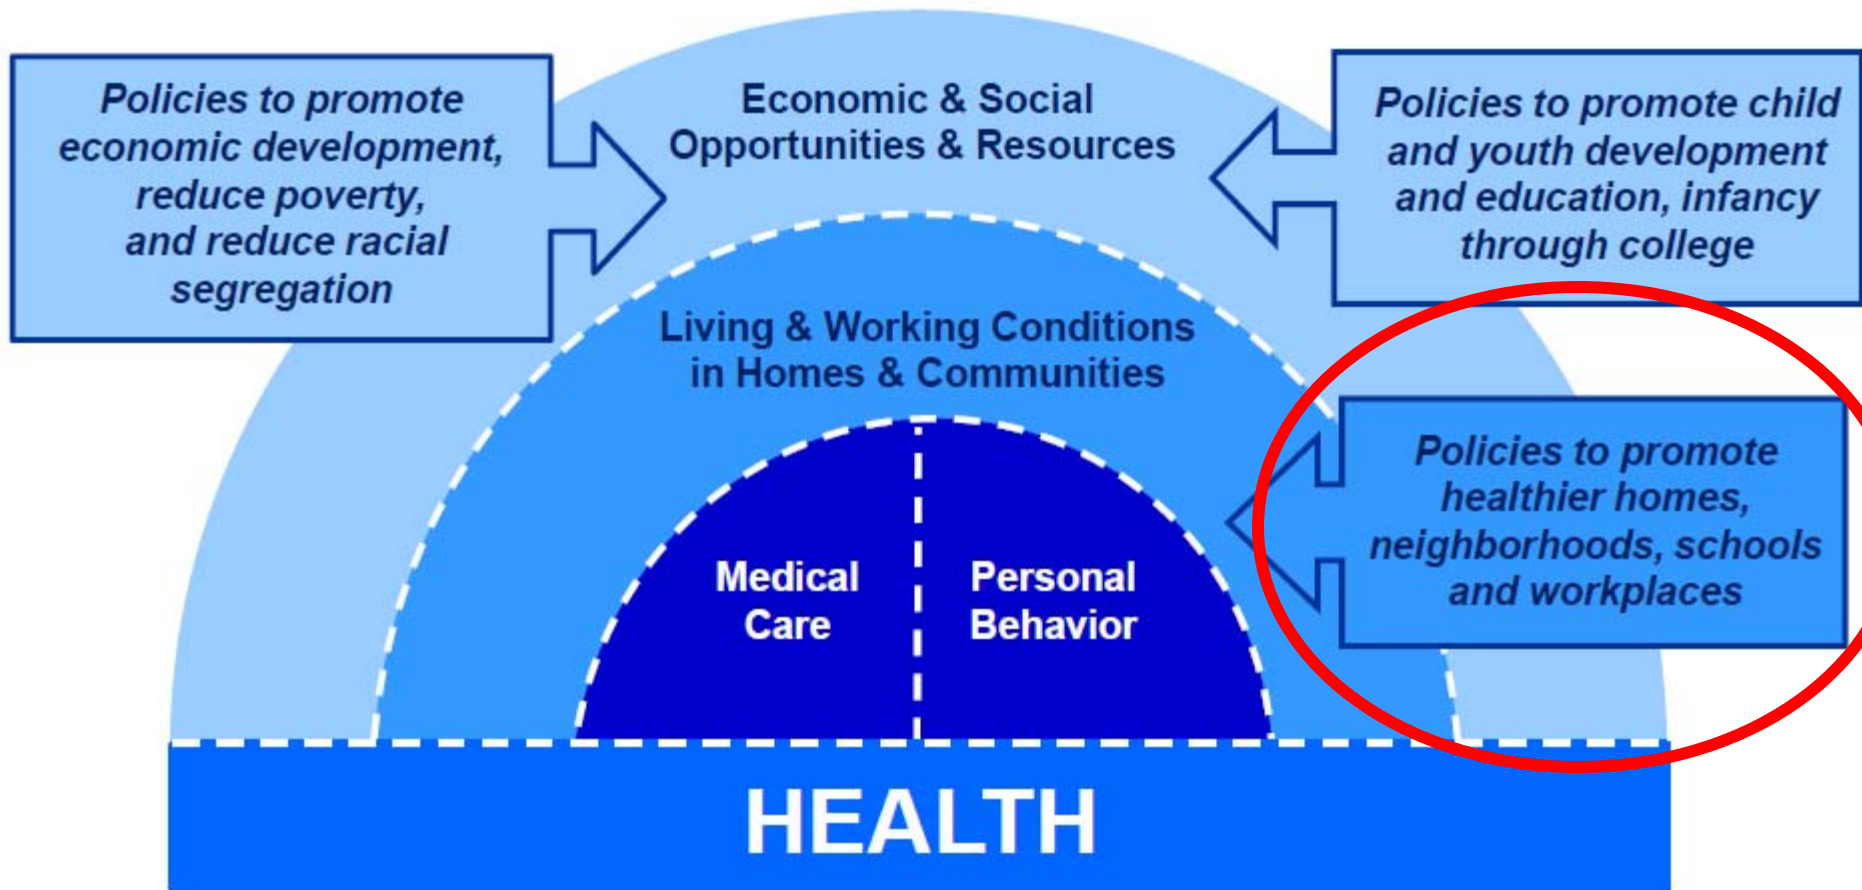 Policies to promote
economic development,
reduce poverty,
and reduce racial
segregation
Economic & Social
Opportunities & Resources
Policies to promote child
and youth development
and education, infancy
through college
Living & Working Conditions
in Homes & Communities
Policies to promote
healthier homes,
neighborhoods, schools
and workplaces
Medical
Care
Personal
Behavior
HEALTH